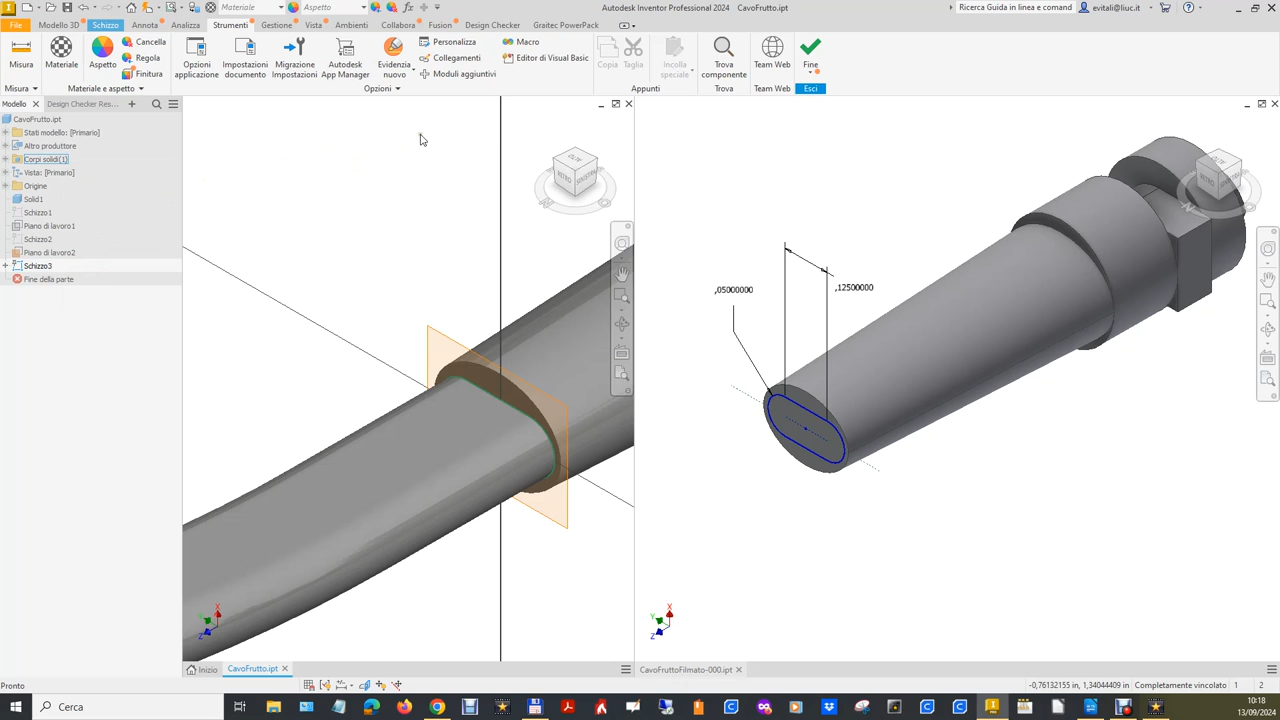 Materiale Aspetto Autodesk Inventor Professional 2024 CavoFrutto.ipt Ricerca Guida in linea e comandi evitali@liuc.it
File Modello 3D Schizzo Annota Analizza Strumenti Gestione Vista Ambienti Collabora Fusion Design Checker Graitec PowerPack
Misura Materiale Aspetto Cancella Regola Finitura Opzioni applicazione Impostazioni documento Migrazione Impostazioni Autodesk App Manager Evidenzia nuovo Personalizza Collegamenti Moduli aggiuntivi Macro Editor di Visual Basic Copia Taglia Incolla speciale Trova componente Team Web Fine
Misura Materiale e aspetto Opzioni Appunti Trova Team Web Esci
Modello Design Checker Res...
CavoFrutto.ipt
Stati modello: [Primario]
Altro produttore
Corpi solidi(1)
Vista: [Primario]
Origine
Solid1
Schizzo1
Piano di lavoro1
Schizzo2
Piano di lavoro2
Schizzo3
Fine della parte
RETRO SINISTRA
RETRO
,05000000
,12500000
X
Y
Z
X
Y
Z
Inizio CavoFrutto.ipt CavoFruttoFilmato-000.ipt
Pronto -0,76132155 in, 1,34044409 in Completamente vincolato 1 2
Cerca 10:18
13/09/2024